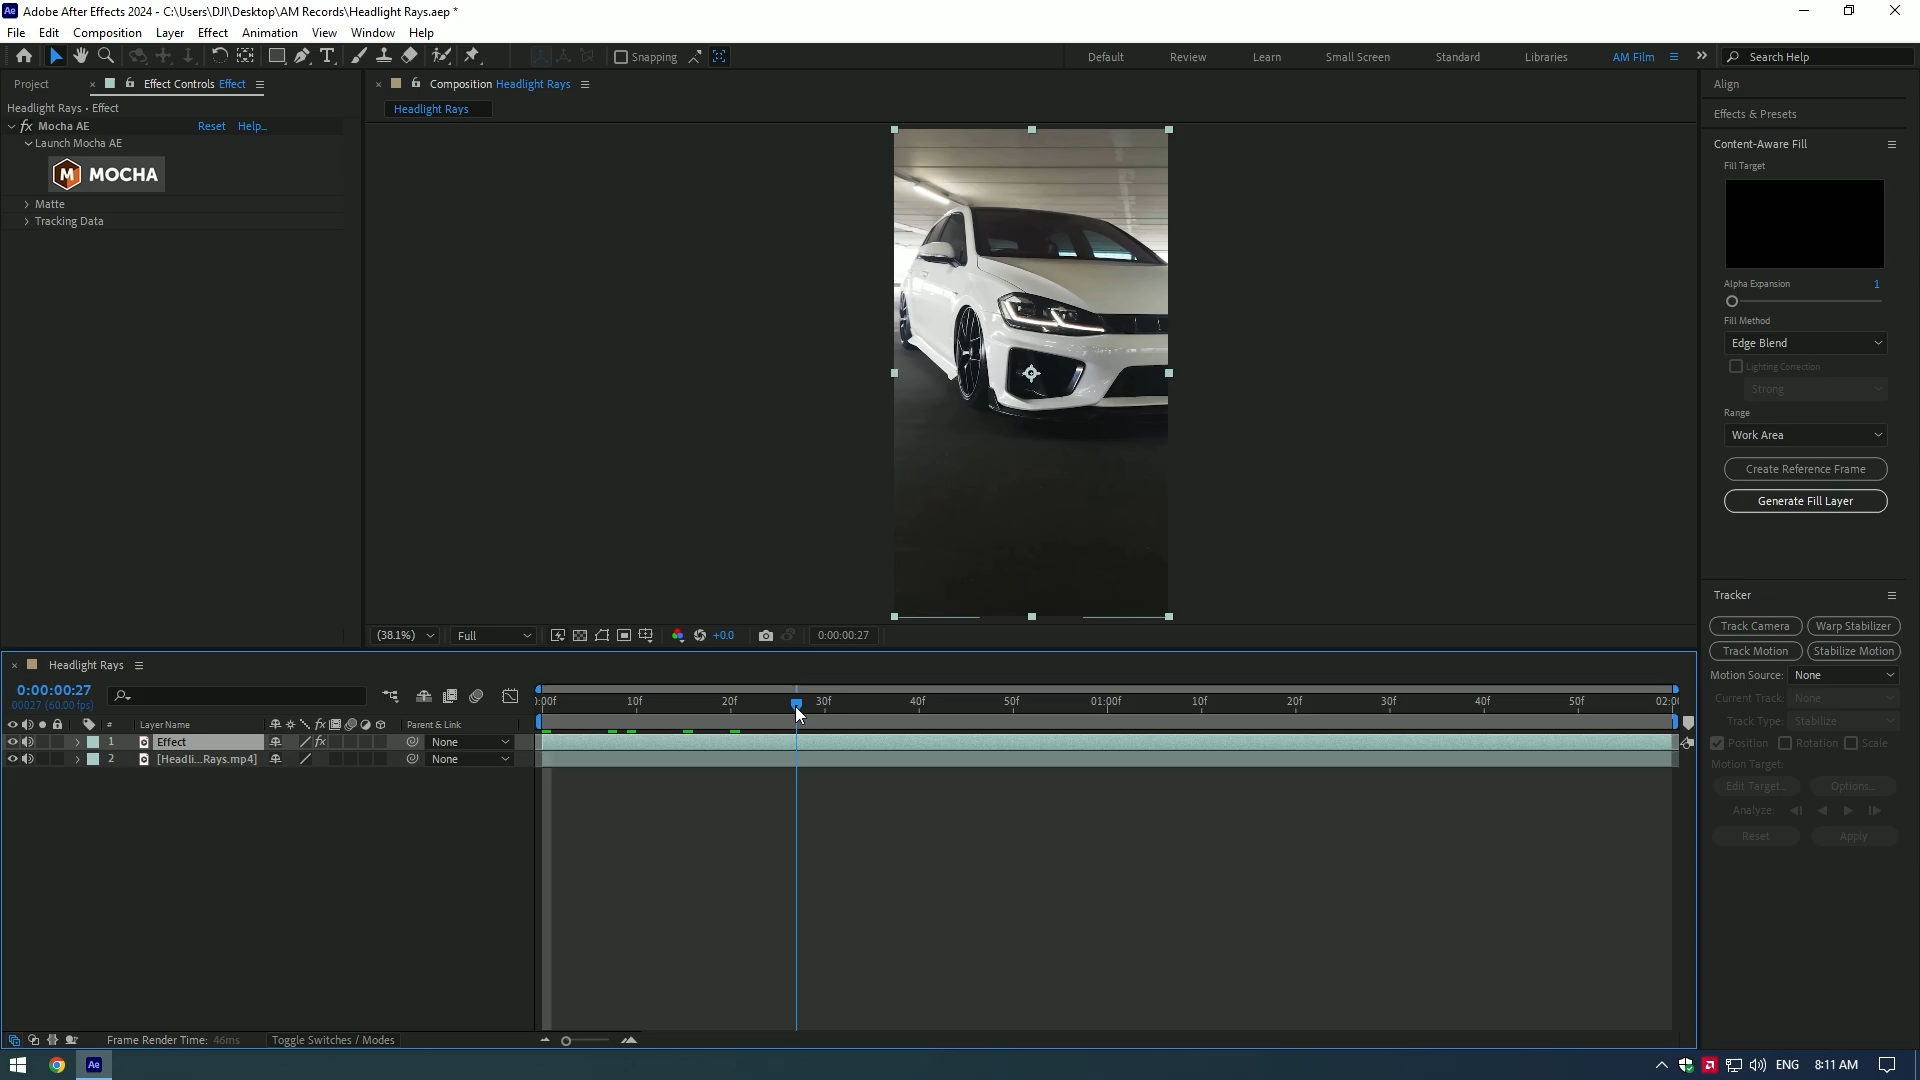 Adobe After Effects 2024 - C:\Users\DJI\Desktop\AM Records\Headlight Rays.aep *
File Edit Composition Layer Effect Animation View Window Help
Snapping
Default Review Learn Small Screen Standard Libraries AM Film Search Help
Project Effect Controls Effect
Headlight Rays • Effect
fx Mocha AE Reset Help...
Launch Mocha AE
M MOCHA
Matte
Tracking Data
Composition Headlight Rays
Headlight Rays
(38.1%) Full +0.0 0:00:00:27
Align
Effects & Presets
Content-Aware Fill
Fill Target
Alpha Expansion 1
Fill Method
Edge Blend
Lighting Correction
Strong
Range
Work Area
Create Reference Frame
Generate Fill Layer
Tracker
Track Camera Warp Stabilizer
Track Motion Stabilize Motion
Motion Source: None
Current Track: None
Track Type: Stabilize
Position Rotation Scale
Motion Target:
Edit Target... Options...
Analyze:
Reset Apply
Headlight Rays
0:00:00:27
00027 (60.00 fps)
:00f 10f 20f 30f 40f 50f 01:00f 10f 20f 30f 40f 50f 02:00
# Layer Name fx Parent & Link
1 Effect fx None
2 [Headli...Rays.mp4] None
Frame Render Time: 46ms Toggle Switches / Modes
Ae ENG 8:11 AM